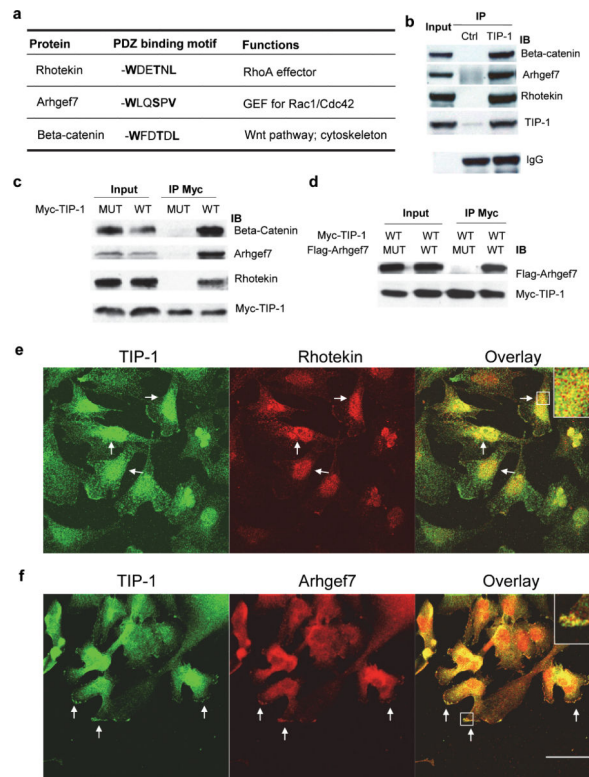 a
Protein PDZ binding motif Functions
Rhotekin -WDETNL RhoA effector
Arhgef7 -WLQSPV GEF for Rac1/Cdc42
Beta-catenin -WFDTDL Wnt pathway; cytoskeleton
b
IP
Input Ctrl TIP-1 IB
Beta-catenin
Arhgef7
Rhotekin
TIP-1
IgG
c
Input IP Myc
Myc-TIP-1 MUT WT MUT WT
IB
Beta-Catenin
Arhgef7
Rhotekin
Myc-TIP-1
d
Input IP Myc
Myc-TIP-1 WT WT WT WT
Flag-Arhgef7 MUT WT MUT WT IB
Flag-Arhgef7
Myc-TIP-1
e
TIP-1 Rhotekin Overlay
f
TIP-1 Arhgef7 Overlay